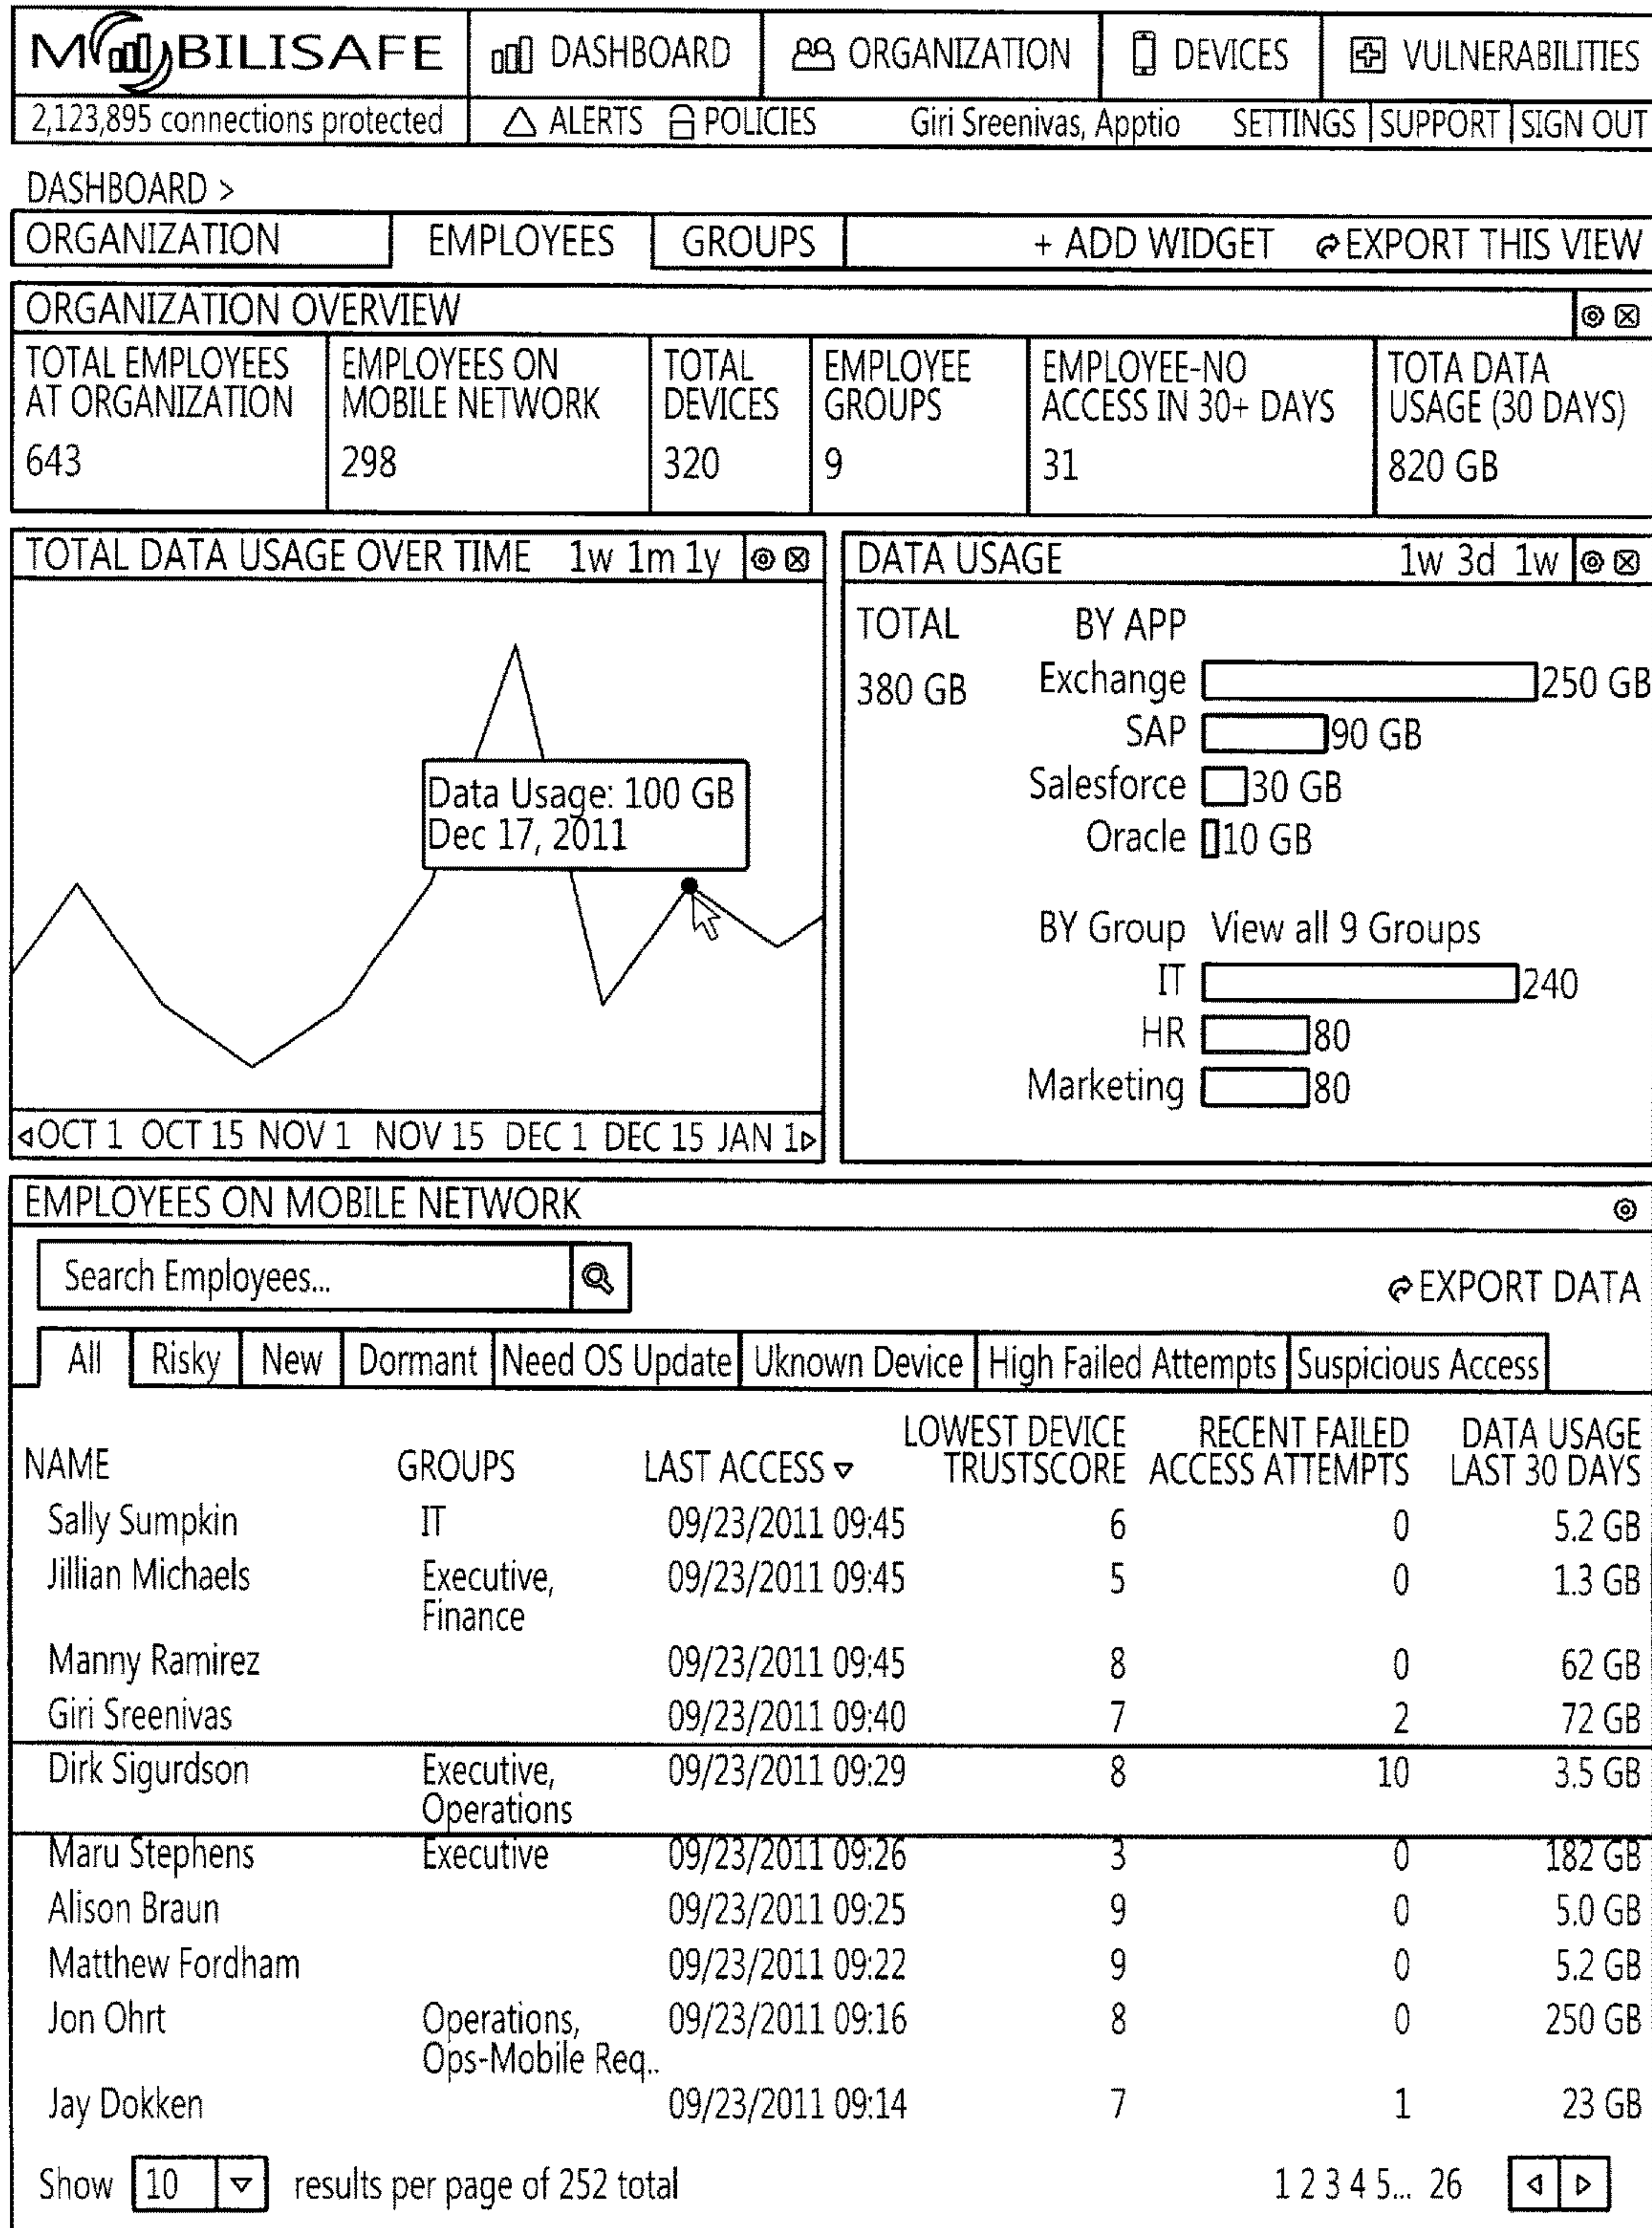 MOBILISAFE DASHBOARD ORGANIZATION DEVICES VULNERABILITIES
2,123,895 connections protected ALERTS POLICIES Giri Sreenivas, Apptio SETTINGS | SUPPORT | SIGN OUT
DASHBOARD >
ORGANIZATION EMPLOYEES GROUPS + ADD WIDGET EXPORT THIS VIEW
ORGANIZATION OVERVIEW
TOTAL EMPLOYEES
AT ORGANIZATION
643
EMPLOYEES ON
MOBILE NETWORK
298
TOTAL
DEVICES
320
EMPLOYEE
GROUPS
9
EMPLOYEE-NO
ACCESS IN 30+ DAYS
31
TOTA DATA
USAGE (30 DAYS)
820 GB
TOTAL DATA USAGE OVER TIME 1w 1m 1y
Data Usage: 100 GB
Dec 17, 2011
OCT 1 OCT 15 NOV 1 NOV 15 DEC 1 DEC 15 JAN 1
DATA USAGE 1w 3d 1w
TOTAL
380 GB
BY APP
Exchange 250 GB
SAP 90 GB
Salesforce 30 GB
Oracle 10 GB
BY Group View all 9 Groups
IT 240
HR 80
Marketing 80
EMPLOYEES ON MOBILE NETWORK
Search Employees...
EXPORT DATA
All Risky New Dormant Need OS Update Uknown Device High Failed Attempts Suspicious Access
LOWEST DEVICE RECENT FAILED DATA USAGE
NAME GROUPS LAST ACCESS TRUSTSCORE ACCESS ATTEMPTS LAST 30 DAYS
Sally Sumpkin IT 09/23/2011 09:45 6 0 5.2 GB
Jillian Michaels Executive, 09/23/2011 09:45 5 0 1.3 GB
Finance
Manny Ramirez 09/23/2011 09:45 8 0 62 GB
Giri Sreenivas 09/23/2011 09:40 7 2 72 GB
Dirk Sigurdson Executive, 09/23/2011 09:29 8 10 3.5 GB
Operations
Maru Stephens Executive 09/23/2011 09:26 3 0 182 GB
Alison Braun 09/23/2011 09:25 9 0 5.0 GB
Matthew Fordham 09/23/2011 09:22 9 0 5.2 GB
Jon Ohrt Operations, 09/23/2011 09:16 8 0 250 GB
Ops-Mobile Req..
Jay Dokken 09/23/2011 09:14 7 1 23 GB
Show 10 results per page of 252 total 1 2 3 4 5... 26